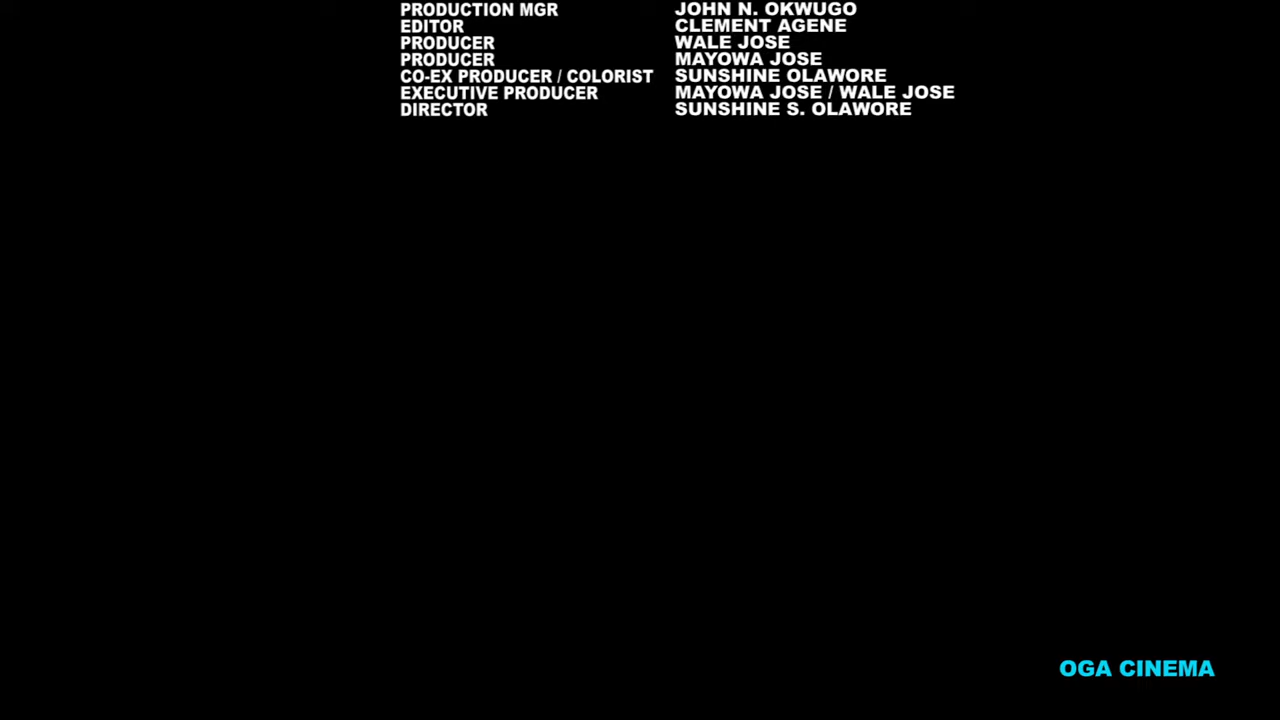 PRODUCTION MGR JOHN N. OKWUGO
EDITOR CLEMENT AGENE
PRODUCER WALE JOSE
PRODUCER MAYOWA JOSE
CO-EX PRODUCER / COLORIST SUNSHINE OLAWORE
EXECUTIVE PRODUCER MAYOWA JOSE / WALE JOSE
DIRECTOR SUNSHINE S. OLAWORE
OGA CINEMA